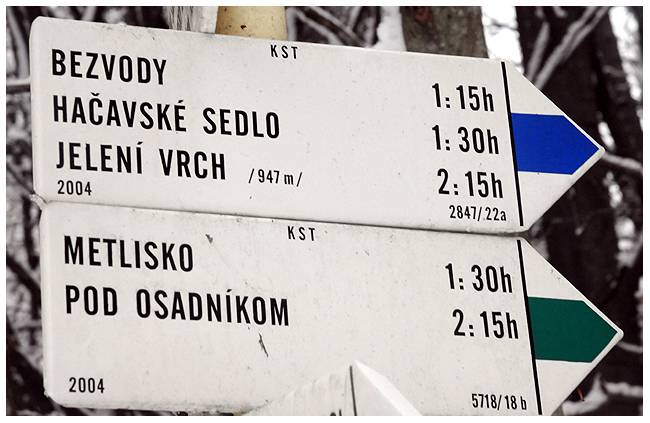 KST
BEZVODY 1:15h
HAČAVSKÉ SEDLO 1:30h
JELENÍ VRCH /947m/ 2:15h
2004 2847/22a
KST
METLISKO 1:30h
POD OSADNÍKOM 2:15h
2004 5718/18 b